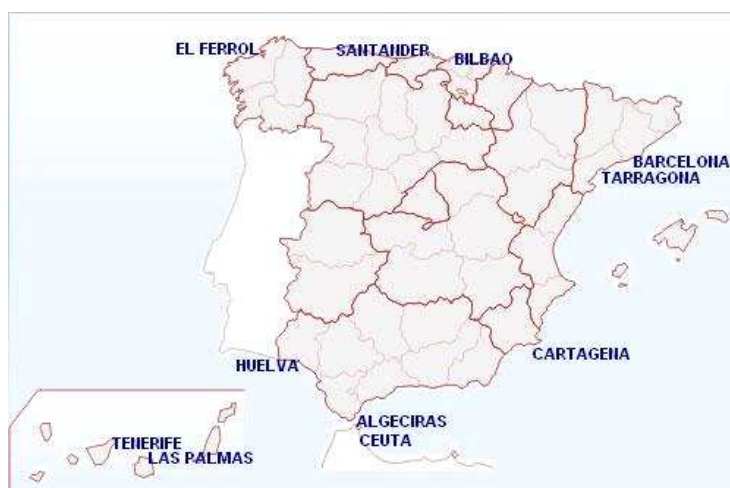 EL FERROL
SANTANDER
BILBAO
BARCELONA
TARRAGONA
CARTAGENA
HUELVA
ALGECIRAS
CEUTA
TENERIFE
LAS PALMAS